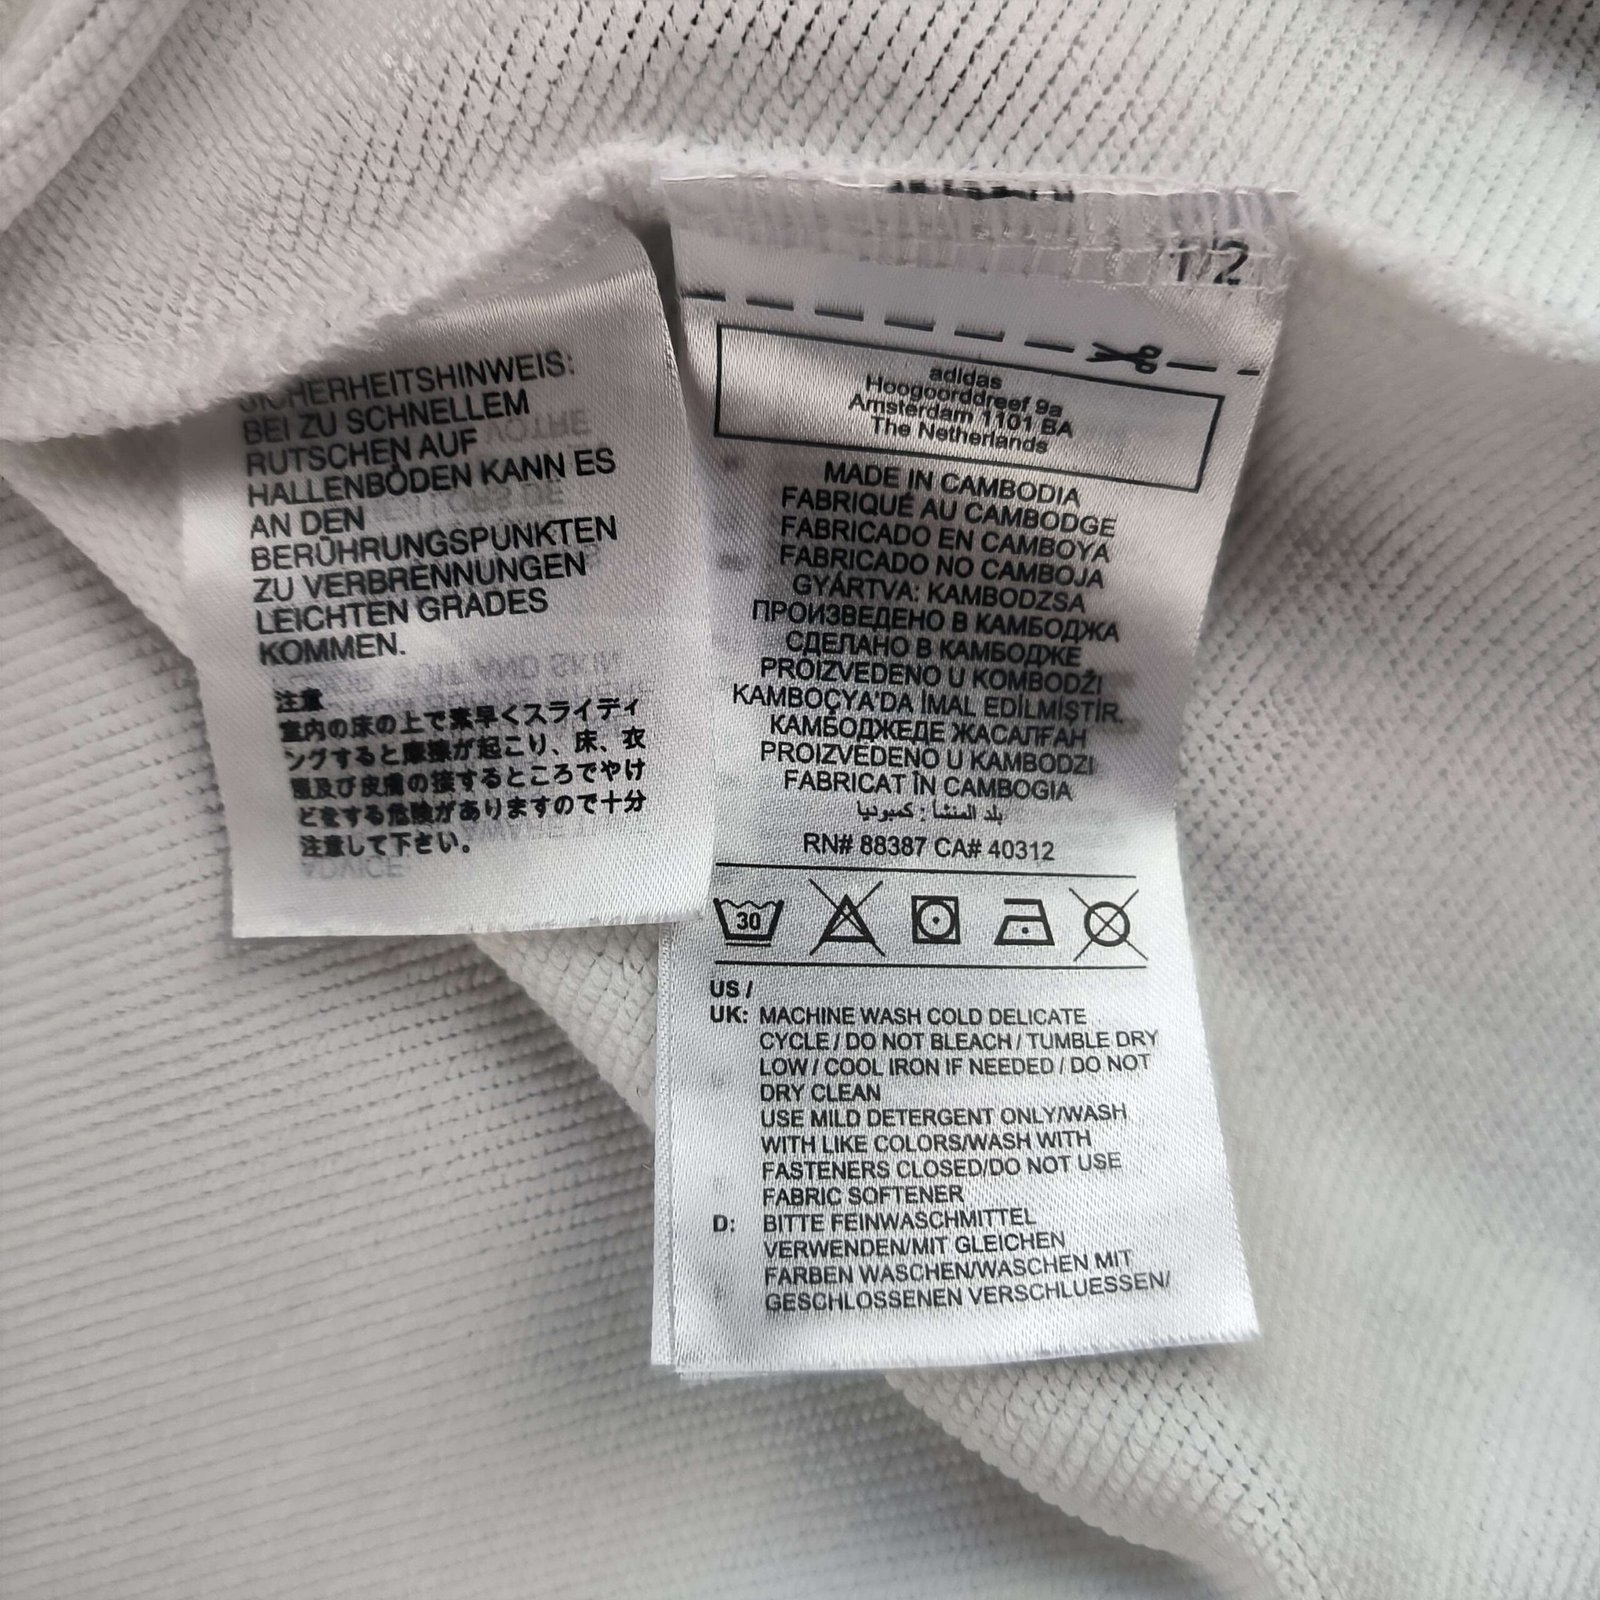 SICHERHEITSHINWEIS:
BEI ZU SCHNELLEM
RUTSCHEN AUF
HALLENBÖDEN KANN ES
AN DEN
BERÜHRUNGSPUNKTEN
ZU VERBRENNUNGEN
LEICHTEN GRADES
KOMMEN.
注意
室内の床の上で素早くスライディ
ングすると摩擦が起こり、床、衣
服及び皮膚の接するところでやけ
どをする危険がありますので十分
注意して下さい。
1/2
adidas
Hoogoorddreef 9a
Amsterdam 1101 BA
The Netherlands
MADE IN CAMBODIA
FABRIQUÉ AU CAMBODGE
FABRICADO EN CAMBOYA
FABRICADO NO CAMBOJA
GYÁRTVA: KAMBODZSA
ПРОИЗВЕДЕНО В КАМБОДЖА
СДЕЛАНО В КАМБОДЖЕ
PROIZVEDENO U KOMBODŽI
KAMBOÇYA'DA İMAL EDİLMİŞTİR.
КАМБОДЖЕДЕ ЖАСАЛҒАН
PROIZVEDENO U KAMBODZI
FABRICAT ÎN CAMBOGIA
بلد المنشأ : كمبوديا
RN# 88387 CA# 40312
30
US /
UK: MACHINE WASH COLD DELICATE
CYCLE / DO NOT BLEACH / TUMBLE DRY
LOW / COOL IRON IF NEEDED / DO NOT
DRY CLEAN
USE MILD DETERGENT ONLY/WASH
WITH LIKE COLORS/WASH WITH
FASTENERS CLOSED/DO NOT USE
FABRIC SOFTENER
D: BITTE FEINWASCHMITTEL
VERWENDEN/MIT GLEICHEN
FARBEN WASCHEN/WASCHEN MIT
GESCHLOSSENEN VERSCHLUESSEN/